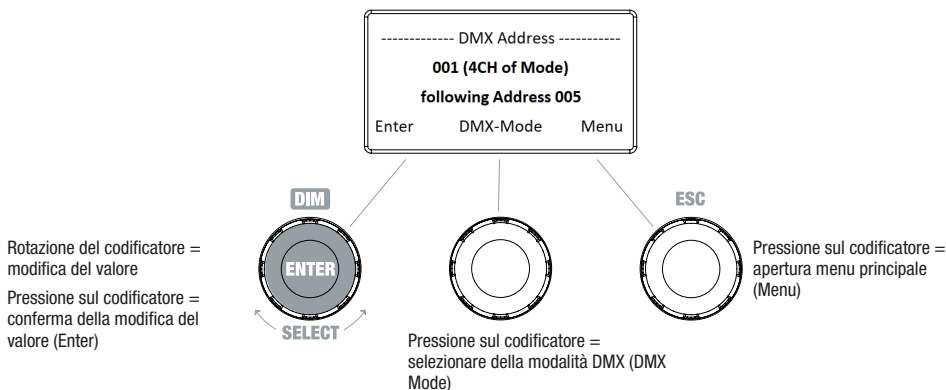 ------------- DMX Address -----------
001 (4CH of Mode)
following Address 005
Enter DMX-Mode Menu
DIM
ENTER
SELECT
ESC
Rotazione del codificatore =
modifica del valore
Pressione sul codificatore =
conferma della modifica del
valore (Enter)
Pressione sul codificatore =
selezionare della modalità DMX (DMX
Mode)
Pressione sul codificatore =
apertura menu principale
(Menu)